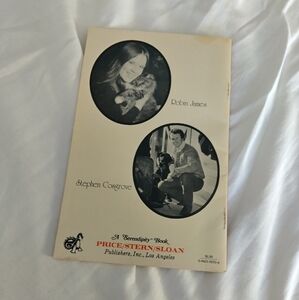 Robin James
Stephen Cosgrove
A Serendipity Book
PRICE/STERN/SLOAN
Publishers, Inc., Los Angeles